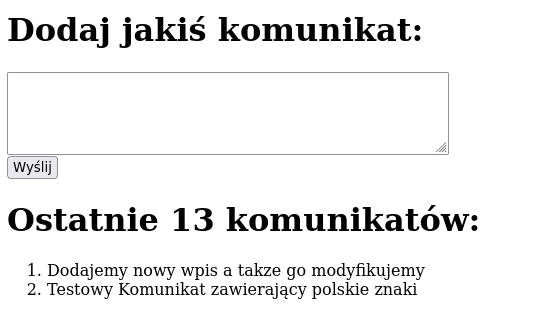 Dodaj jakiś komunikat:
Wyślij
Ostatnie 13 komunikatów:
1. Dodajemy nowy wpis a takze go modyfikujemy
2. Testowy Komunikat zawierający polskie znaki